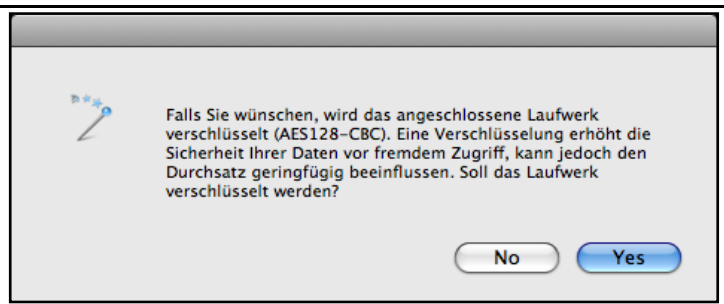 Falls Sie wünschen, wird das angeschlossene Laufwerk
verschlüsselt (AES128-CBC). Eine Verschlüsselung erhöht die
Sicherheit Ihrer Daten vor fremdem Zugriff, kann jedoch den
Durchsatz geringfügig beeinflussen. Soll das Laufwerk
verschlüsselt werden?
No Yes